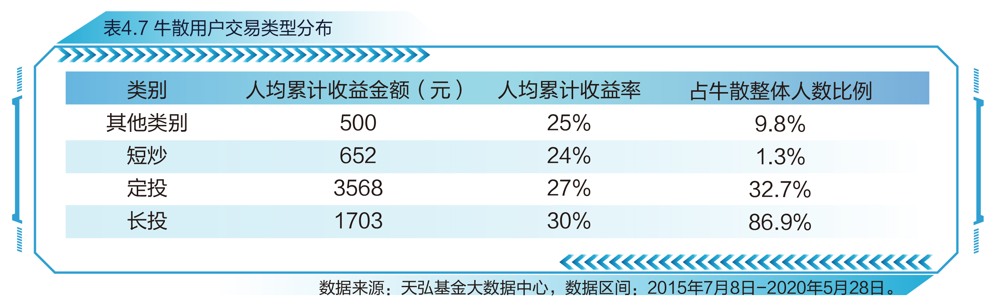 表4.7 牛散用户交易类型分布
类别 人均累计收益金额（元） 人均累计收益率 占牛散整体人数比例
其他类别 500 25% 9.8%
短炒 652 24% 1.3%
定投 3568 27% 32.7%
长投 1703 30% 86.9%
数据来源：天弘基金大数据中心，数据区间：2015年7月8日–2020年5月28日。